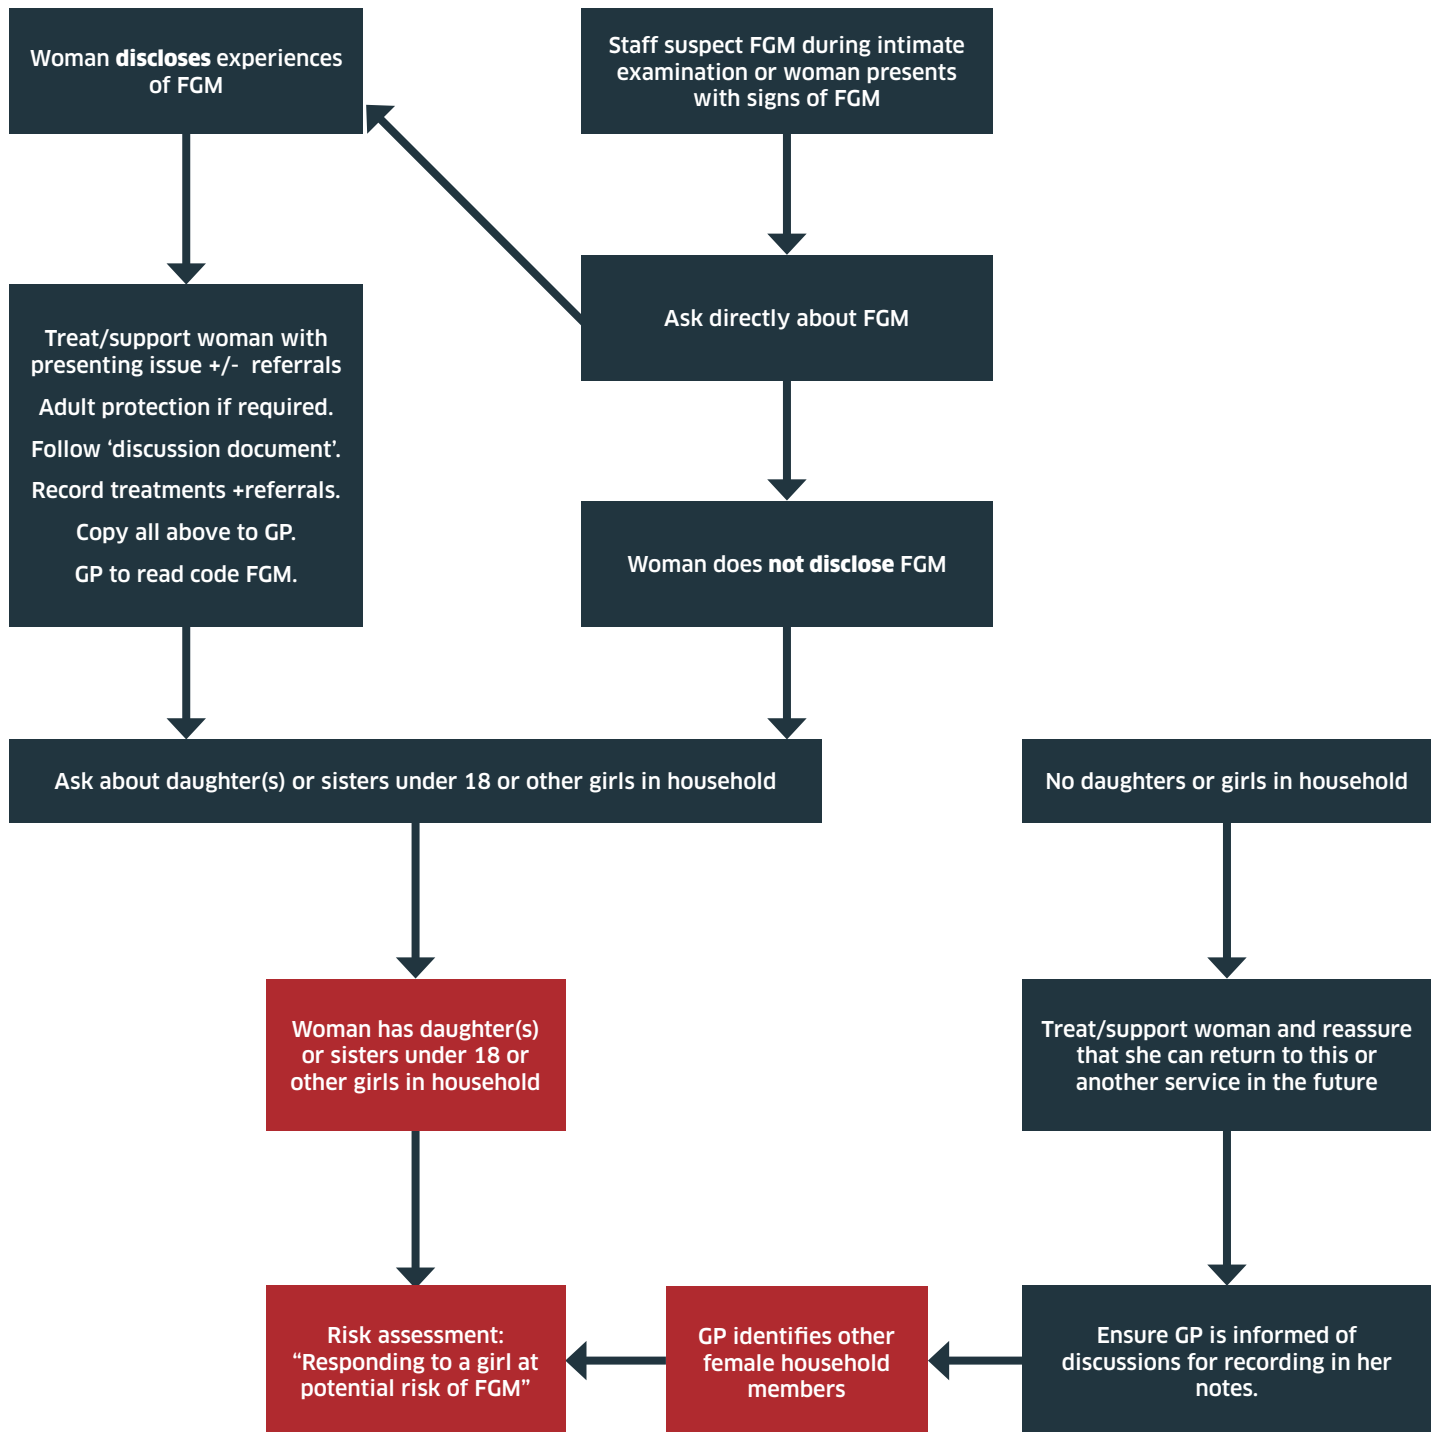 Woman discloses experiences
of FGM
Staff suspect FGM during intimate
examination or woman presents
with signs of FGM
Ask directly about FGM
Treat/support woman with
presenting issue +/-  referrals
Adult protection if required.
Follow ‘discussion document’.
Record treatments +referrals.
Copy all above to GP.
GP to read code FGM.
Woman does not disclose FGM
Ask about daughter(s) or sisters under 18 or other girls in household
No daughters or girls in household
Woman has daughter(s)
or sisters under 18 or
other girls in household
Treat/support woman and reassure
that she can return to this or
another service in the future
Risk assessment:
“Responding to a girl at
potential risk of FGM”
GP identifies other
female household
members
Ensure GP is informed of
discussions for recording in her
notes.